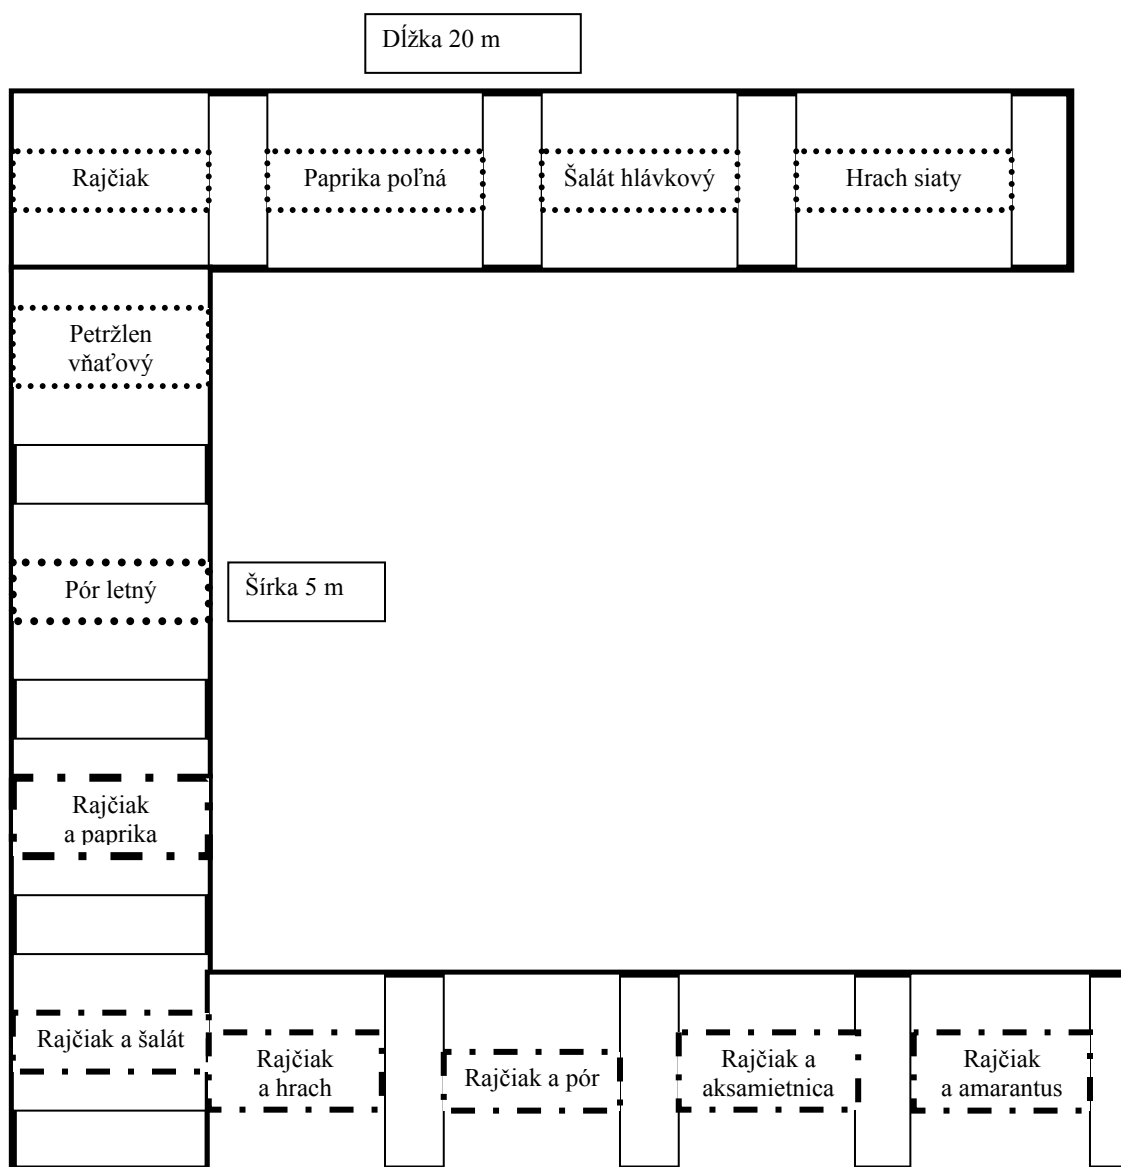 Dĺžka 20 m
Rajčiak
Paprika poľná
Šalát hlávkový
Hrach siaty
Petržlen
vňaťový
Pór letný
Šírka 5 m
Rajčiak
a paprika
Rajčiak a šalát
Rajčiak
a hrach
Rajčiak a pór
Rajčiak a
aksamietnica
Rajčiak
a amarantus